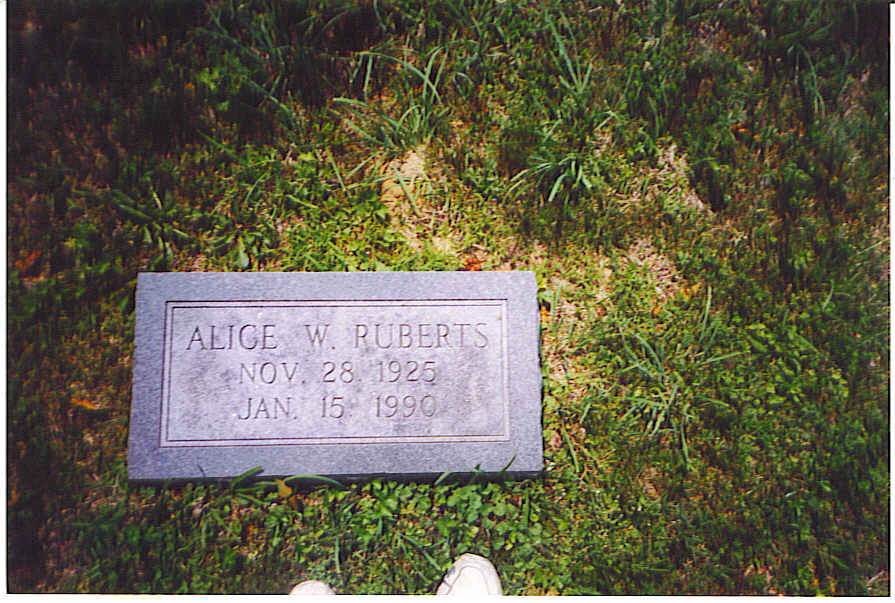 ALICE W. RUBERTS
NOV. 28. 1925
JAN. 15. 1990